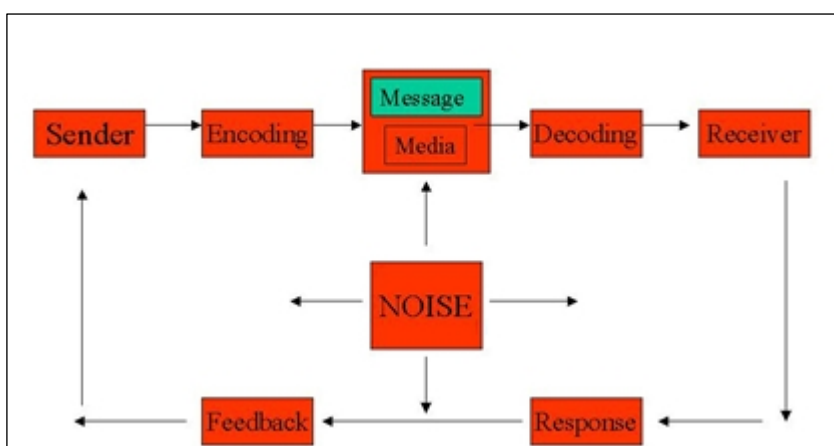 Sender
Encoding
Message
Media
Decoding
Receiver
NOISE
Feedback
Response